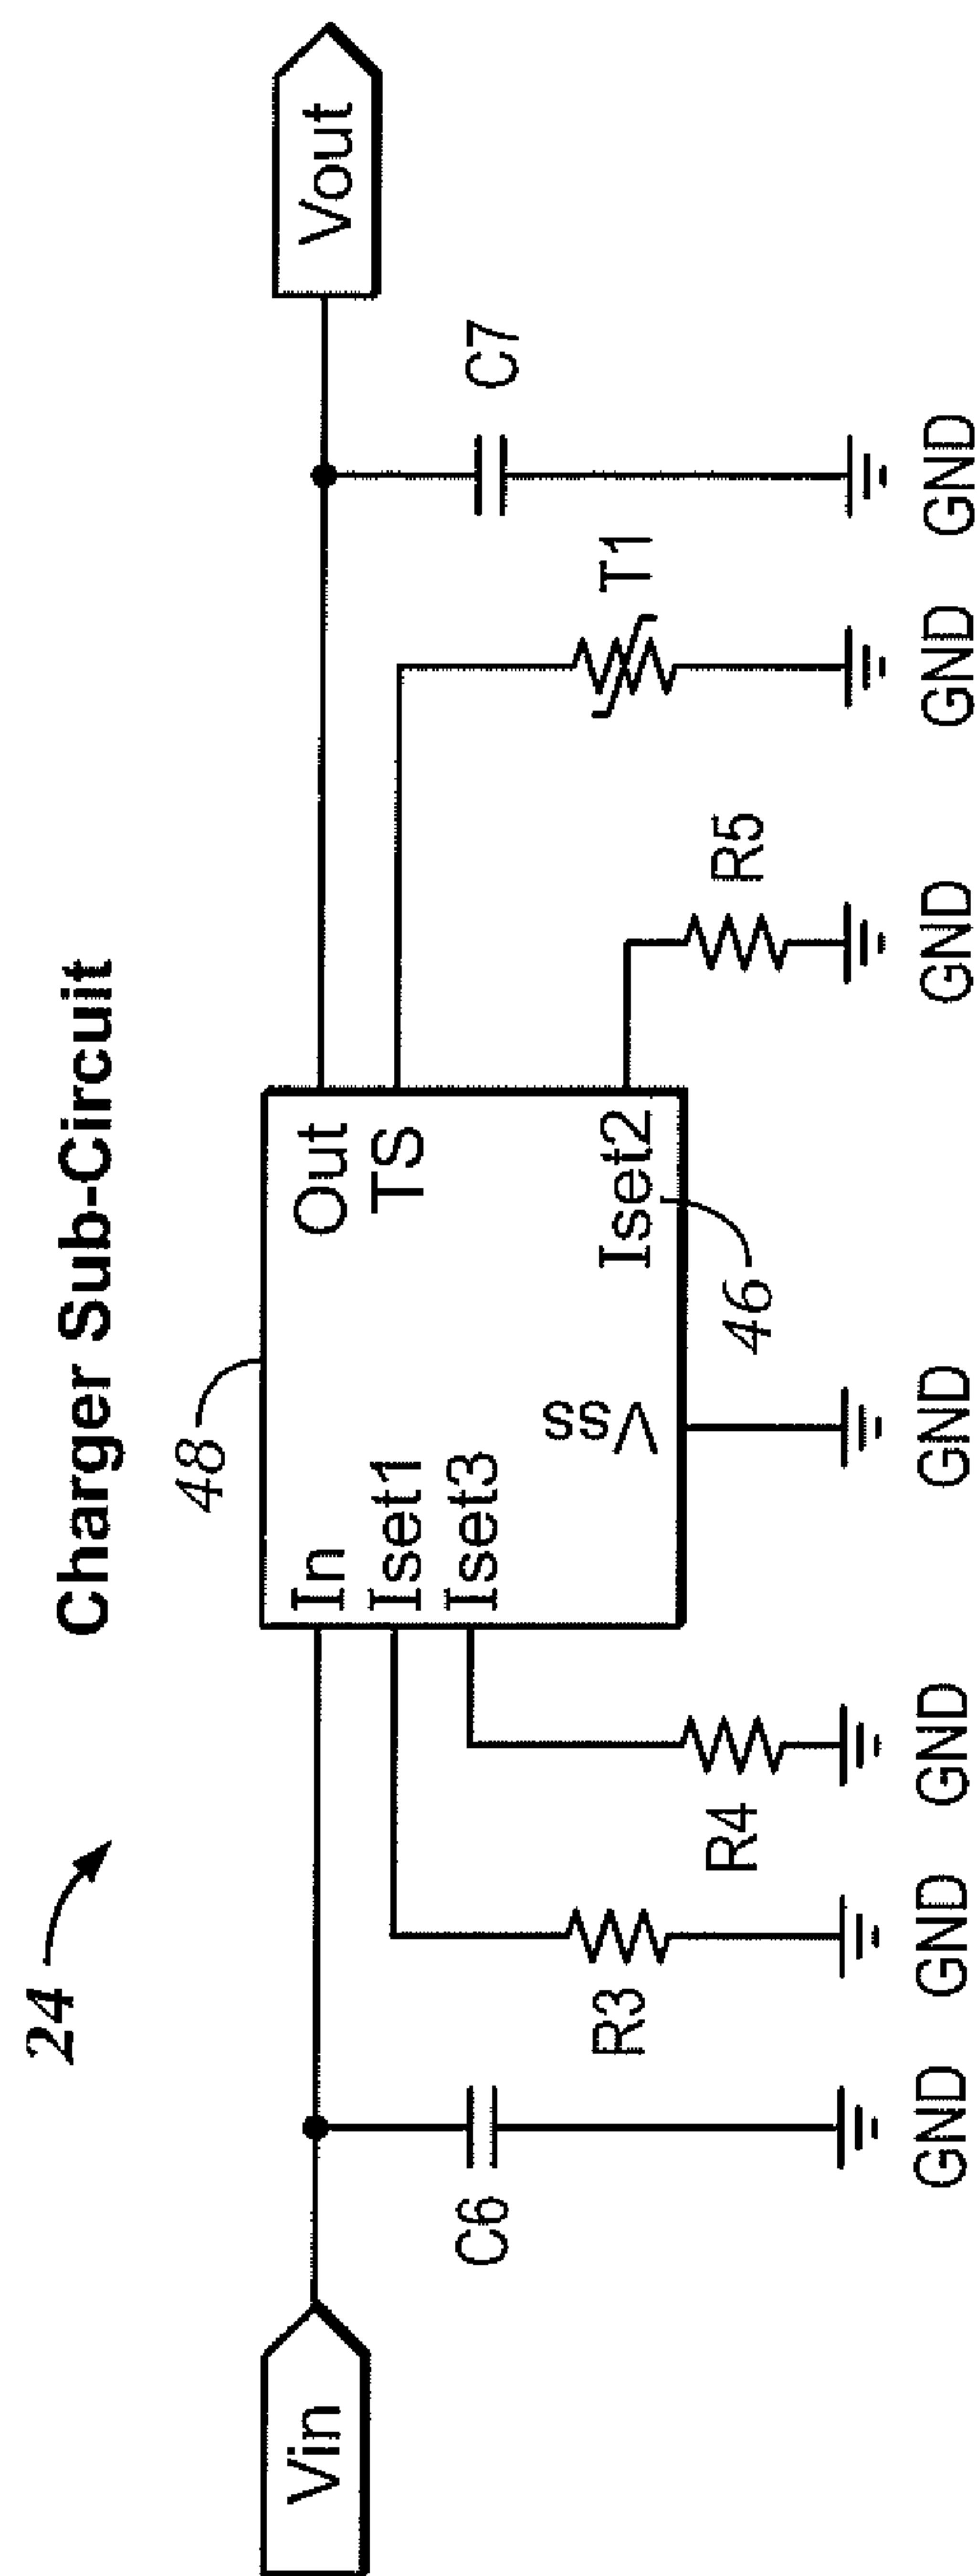 Charger Sub-Circuit
24
48
Vin
Vout
In
Out
Iset1
TS
Iset3
Vss
Iset2
46
C6
R3
R4
R5
T1
C7
GND
GND
GND
GND
GND
GND
GND